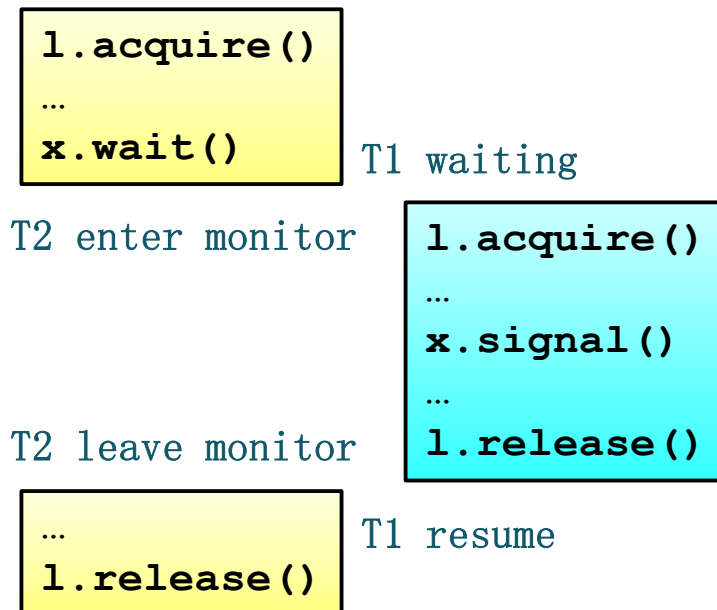 l.acquire()
…
x.wait()
T1 waiting
T2 enter monitor
l.acquire()
…
x.signal()
…
l.release()
T2 leave monitor
…
l.release()
T1 resume